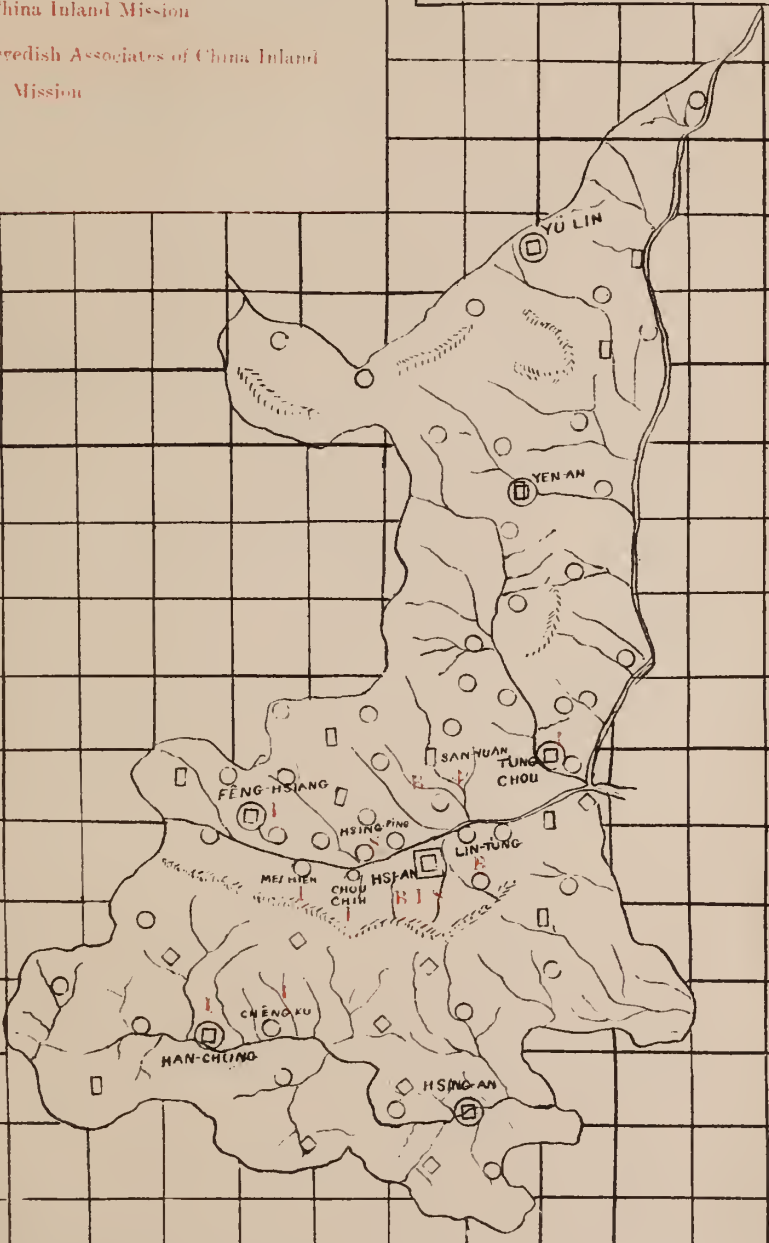 China Inland Mission
Swedish Associates of China Inland
Mission
YÜ LIN
YEN-AN
SAN YUAN
TUNG
CHOU
I
E E
FÊNG-HSIANG
I
HSING-PING
S
LIN-TUNG
E
MEI HIEN
I
CHOU
CHIH
I
HSI-AN
B I S
I
I
CHÊNG KU
HAN-CHUNG
HSING-AN